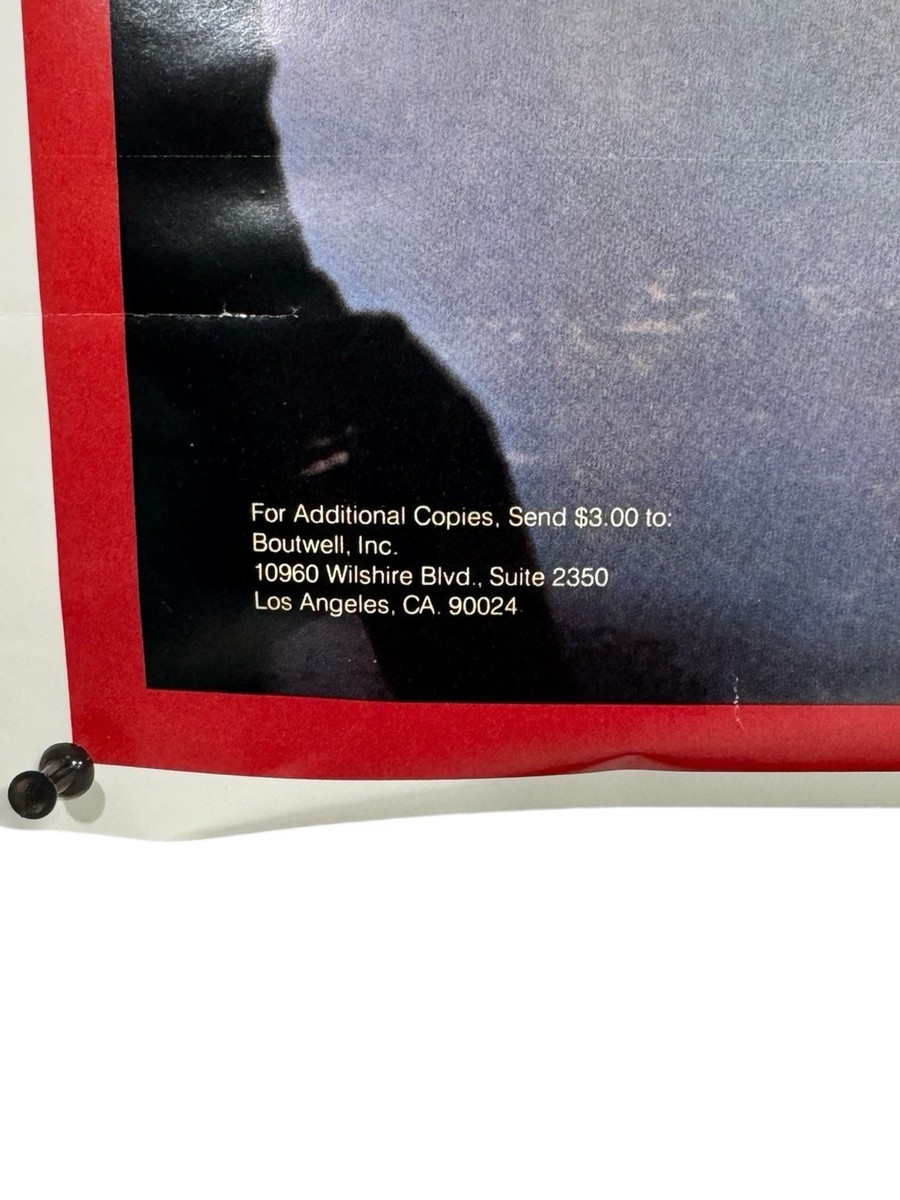 For Additional Copies, Send $3.00 to:
Boutwell, Inc.
10960 Wilshire Blvd., Suite 2350
Los Angeles, CA. 90024